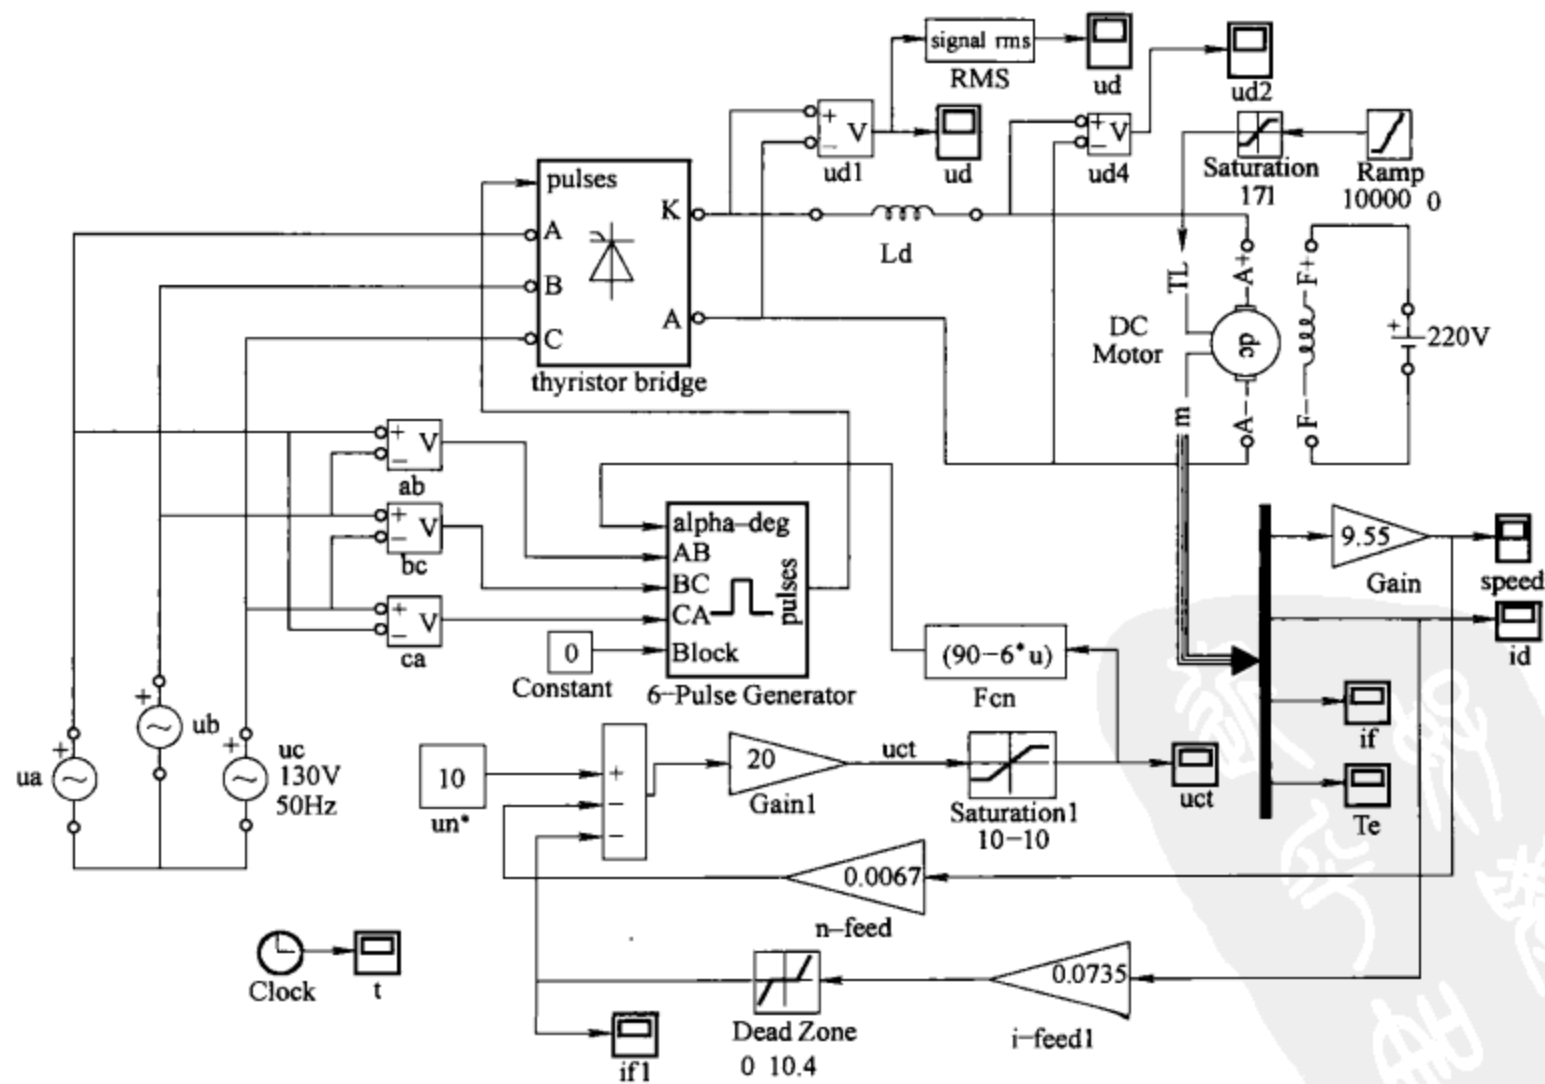 signal rms
RMS
ud
ud2
+
−
V
ud1
ud
+
−
V
ud4
Saturation
171
Ramp
10000 0
pulses
A
B
C
K
A
thyristor bridge
Ld
TL
A+
F+
DC
Motor
dc
m
A−
F−
+
220V
+
−
V
ab
+
−
V
bc
+
−
V
ca
alpha−deg
AB
BC
CA
Block
pulses
6−Pulse Generator
0
Constant
(90−6*u)
Fcn
9.55
Gain
speed
id
if
Te
+
ua
+
ub
+
uc
130V
50Hz
10
un*
+
−
−
20
Gain1
uct
Saturation1
10−10
uct
0.0067
n−feed
Clock
t
Dead Zone
0 10.4
0.0735
i−feed1
if1